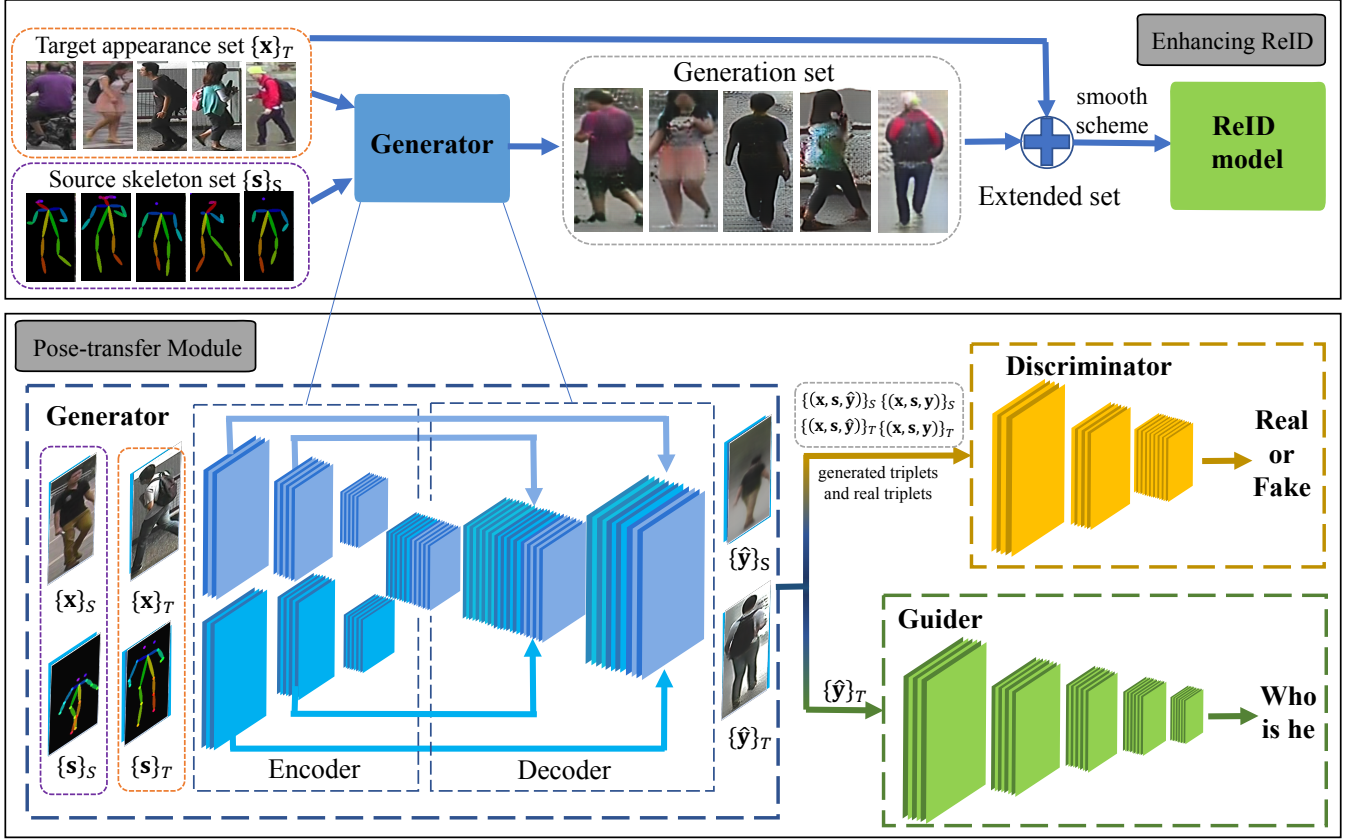 Enhancing ReID
Target appearance set {x}_T
Generator
Source skeleton set {s}_S
Generation set
Extended set
smooth
scheme
ReID
model
Pose-transfer Module
Generator
{x}_S
{x}_T
{s}_S
{s}_T
Encoder
Decoder
{ŷ}_S
{ŷ}_T
{(x, s, ŷ)}_S {(x, s, y)}_S
{(x, s, ŷ)}_T {(x, s, y)}_T
generated triplets
and real triplets
Discriminator
Real
or
Fake
{ŷ}_T
Guider
Who
is he